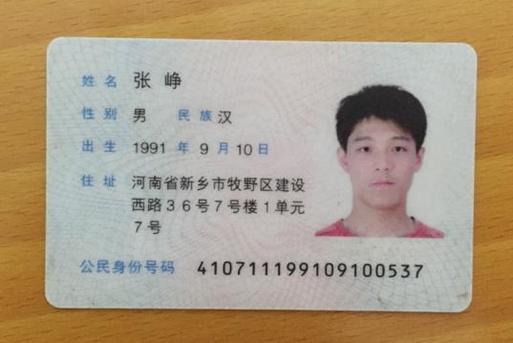 姓名 张峥
性别 男 民族 汉
出生 1991 年 9 月 10 日
住址 河南省新乡市牧野区建设
西路36号7号楼1单元
7号
公民身份号码 410711199109100537